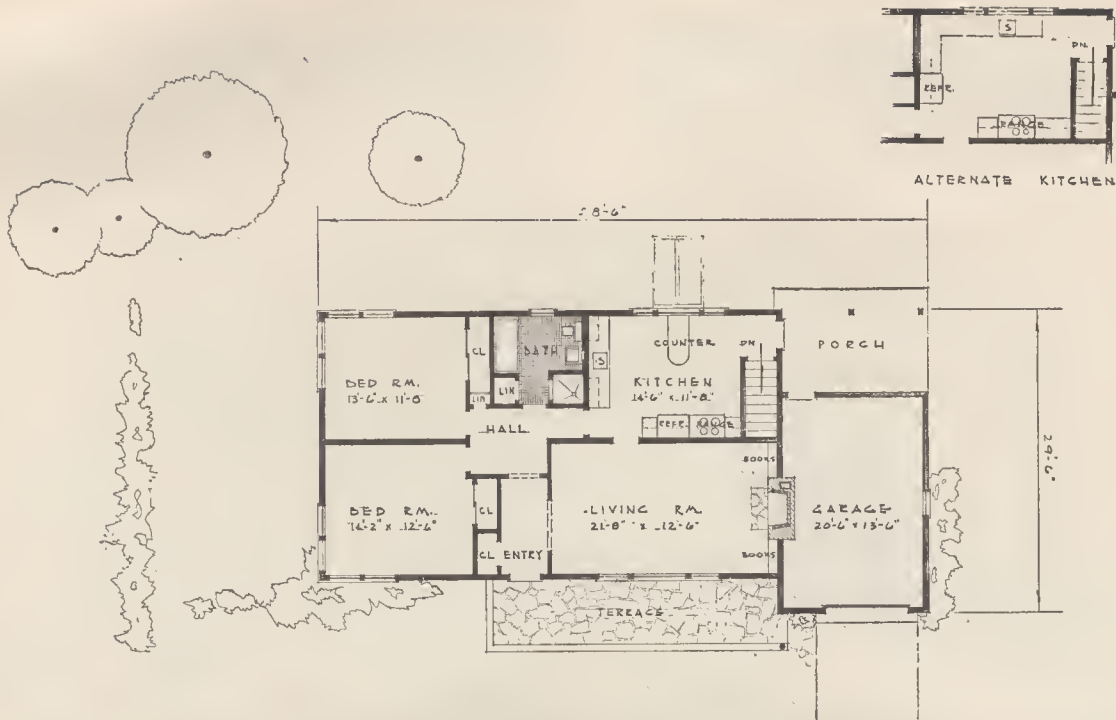 S
DN.
REFR.
RANGE
ALTERNATE KITCHEN
58'-6"
CL
BATH
S
COUNTER
DN
PORCH
BED RM.
13'-6" x 11'-8"
LIN
LIN
KITCHEN
14'-6" x 11'-8"
HALL
REFR. RANGE
29'-6"
BOOKS
BED RM.
14'-2" x 12'-6"
CL
LIVING RM.
21'-8" x 12'-6"
GARAGE
20'-6" x 13'-6"
CL ENTRY
BOOKS
TERRACE